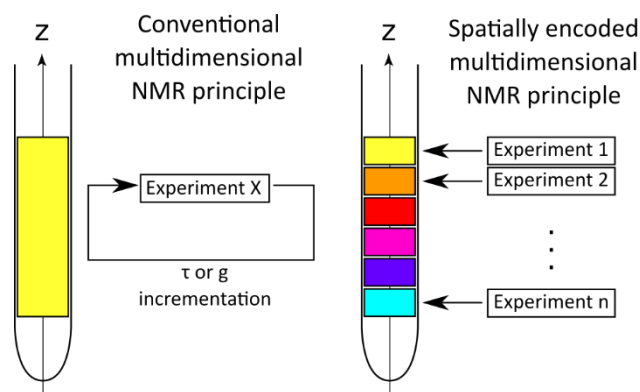 Z
Conventional
multidimensional
NMR principle
Experiment X
τ or g
incrementation
Z
Spatially encoded
multidimensional
NMR principle
Experiment 1
Experiment 2
⋮
Experiment n